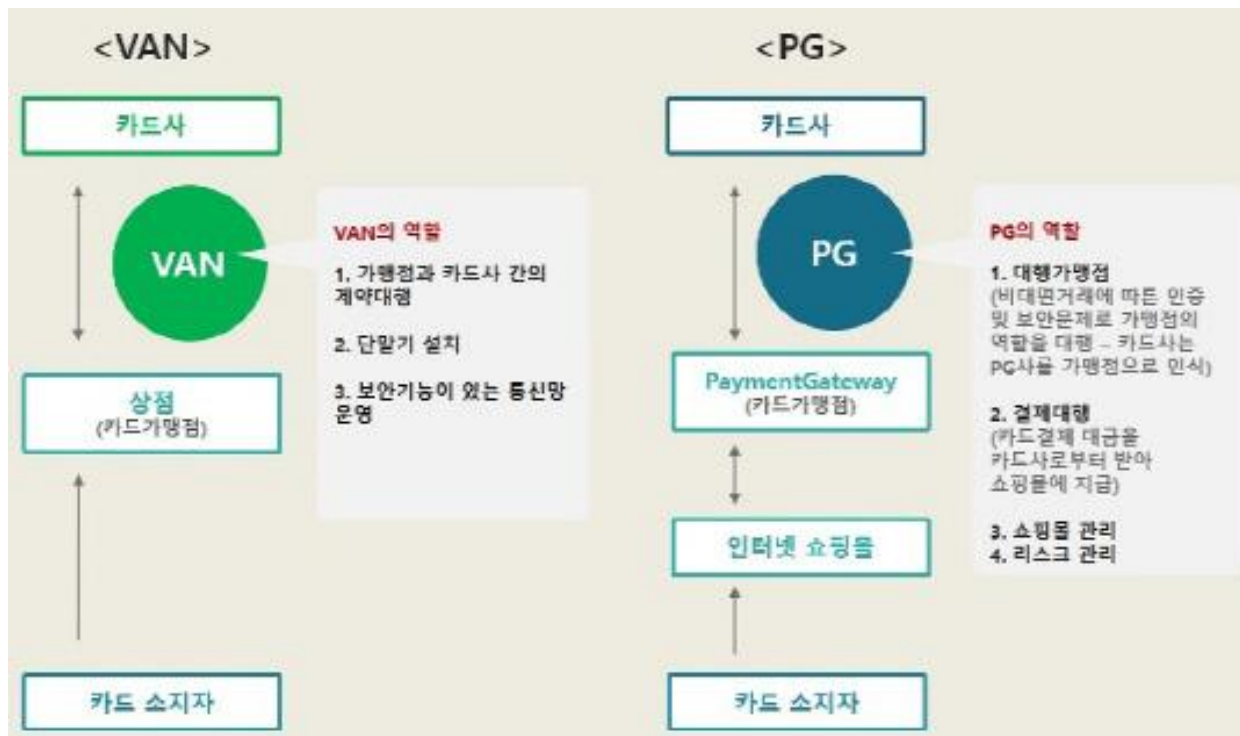 <VAN>
카드사
VAN
VAN의 역할
1. 가맹점과 카드사 간의
계약대행
2. 단말기 설치
3. 보안기능이 있는 통신망
운영
상점
(카드가맹점)
카드 소지자
<PG>
카드사
PG
PG의 역할
1. 대행가맹점
(비대면거래에 따른 인증
및 보안문제로 가맹점의
역할을 대행 – 카드사는
PG사를 가맹점으로 인식)
2. 결제대행
(카드결제 대금을
카드사로부터 받아
쇼핑몰에 지급)
3. 쇼핑몰 관리
4. 리스크 관리
PaymentGateway
(카드가맹점)
인터넷 쇼핑몰
카드 소지자